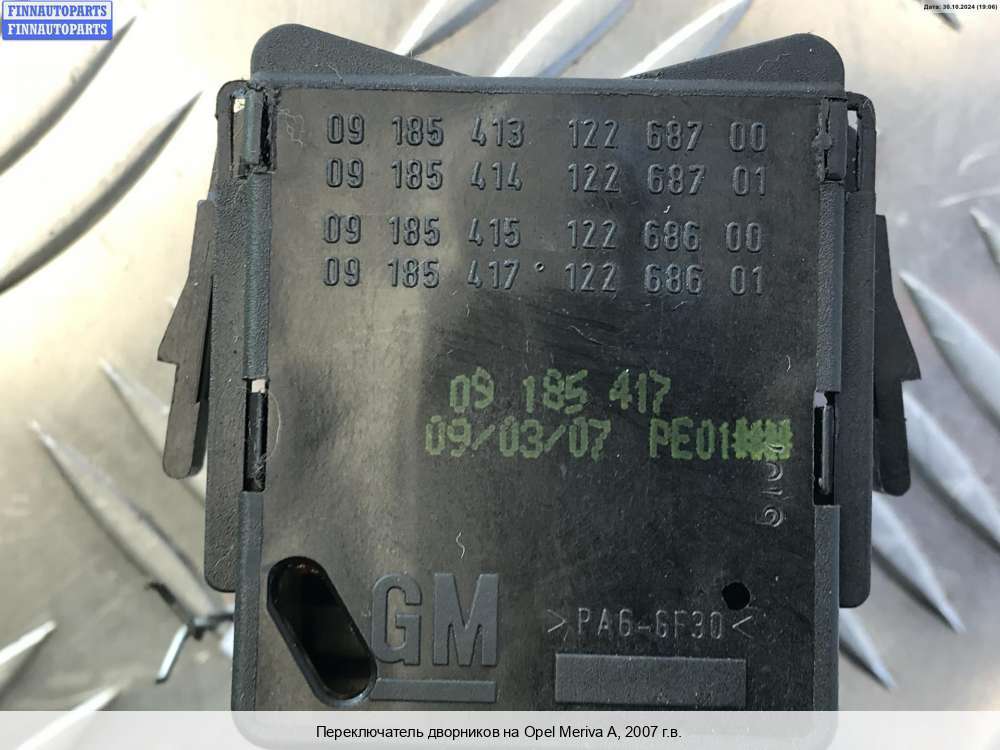 FINNAUTOPARTS
FINNAUTOPARTS
Дата: 30.10.2024 (19:06)
09 185 413 122 687 00
09 185 414 122 687 01
09 185 415 122 686 00
09 185 417 122 686 01
09 185 417
09/03/07 PE01
GM
>PA6-GF30<
Переключатель дворников на Opel Meriva A, 2007 г.в.